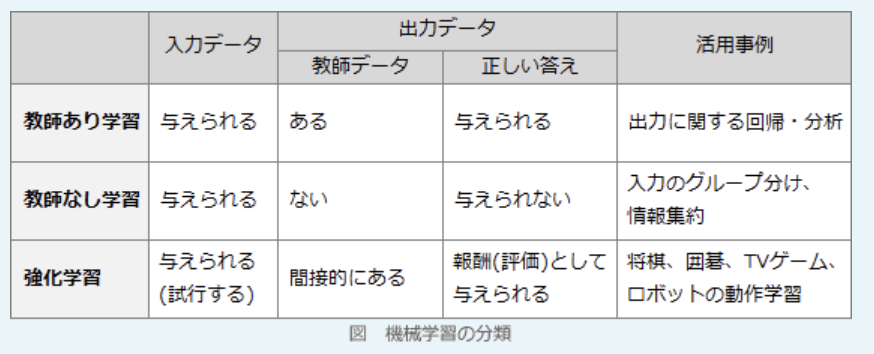 入力データ 出力データ 活用事例
教師データ 正しい答え
教師あり学習 与えられる ある 与えられる 出力に関する回帰・分析
教師なし学習 与えられる ない 与えられない 入力のグループ分け、
情報集約
強化学習 与えられる
(試行する) 間接的にある 報酬(評価)として
与えられる 将棋、囲碁、TVゲーム、
ロボットの動作学習
図 機械学習の分類